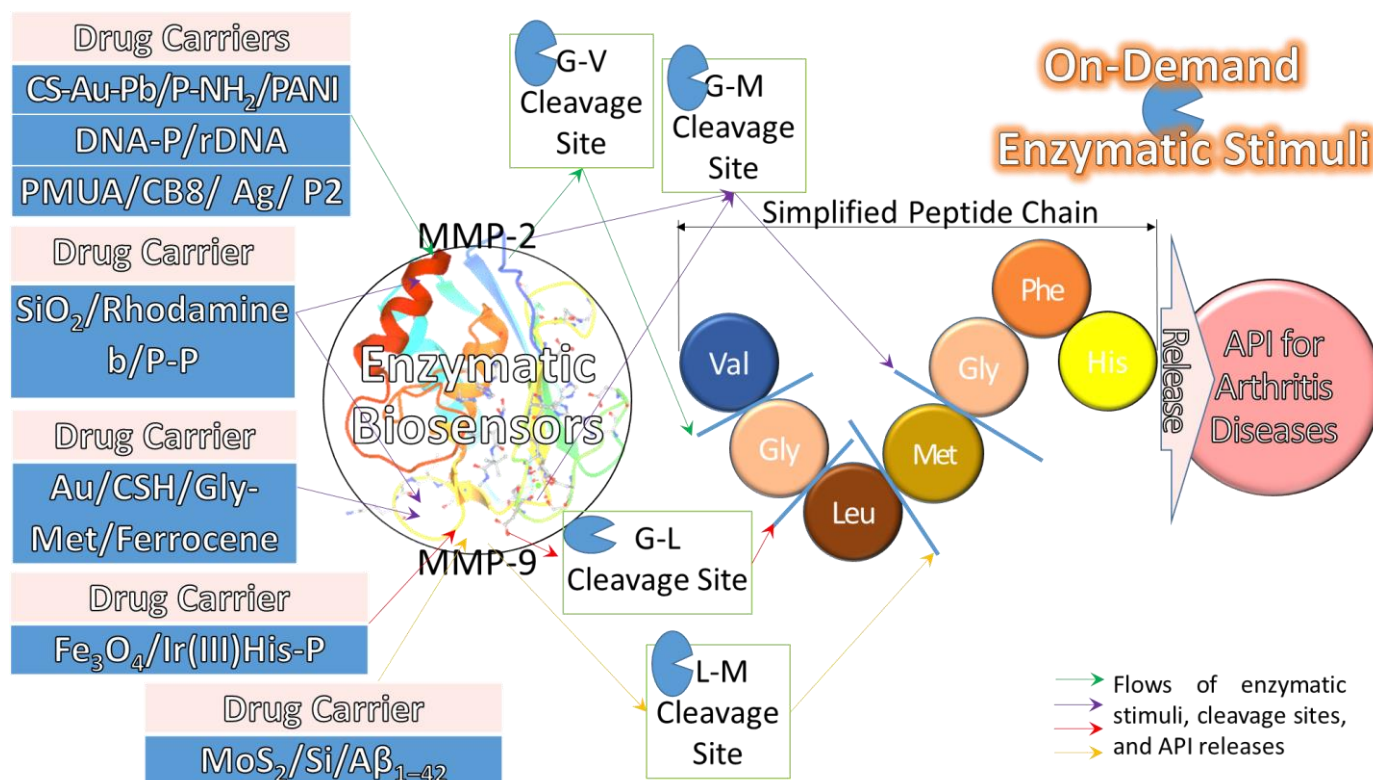 Drug Carriers
CS-Au-Pb/P-NH₂/PANI
DNA-P/rDNA
PMUA/CB8/ Ag/ P2
Drug Carrier
SiO₂/Rhodamine
b/P-P
Drug Carrier
Au/CSH/Gly-
Met/Ferrocene
Drug Carrier
Fe₃O₄/Ir(III)His-P
Drug Carrier
MoS₂/Si/Aβ₁₋₄₂
MMP-2
Enzymatic
Biosensors
MMP-9
G-V
Cleavage
Site
G-M
Cleavage
Site
G-L
Cleavage Site
L-M
Cleavage
Site
On-Demand
Enzymatic Stimuli
Simplified Peptide Chain
Val
Gly
Leu
Met
Gly
Phe
His
Release
API for
Arthritis
Diseases
Flows of enzymatic
stimuli, cleavage sites,
and API releases